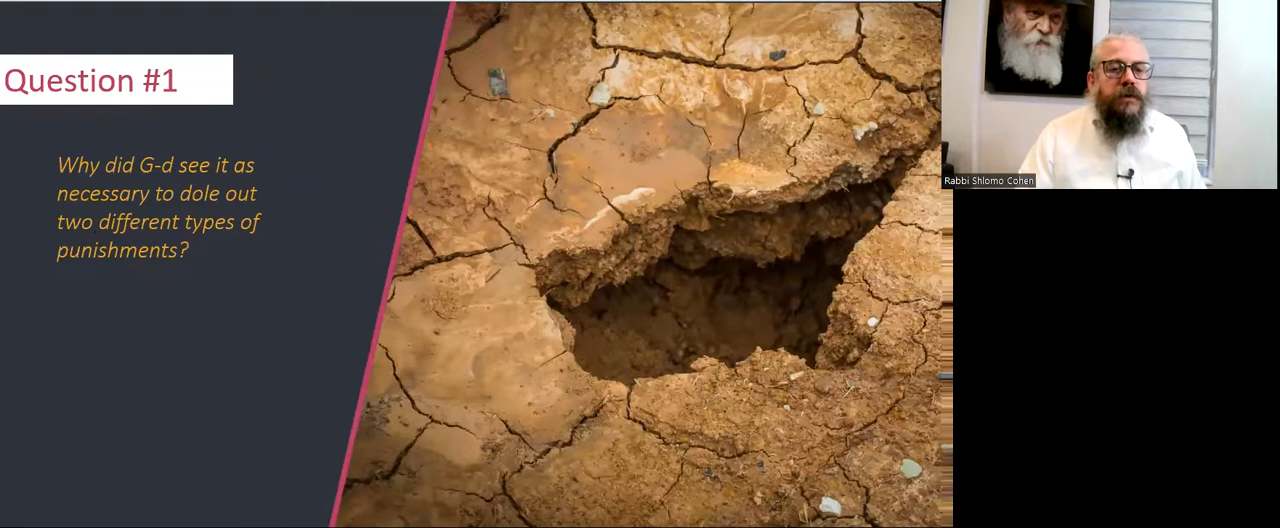 Question #1
Why did G-d see it as
necessary to dole out
two different types of
punishments?
Rabbi Shlomo Cohen